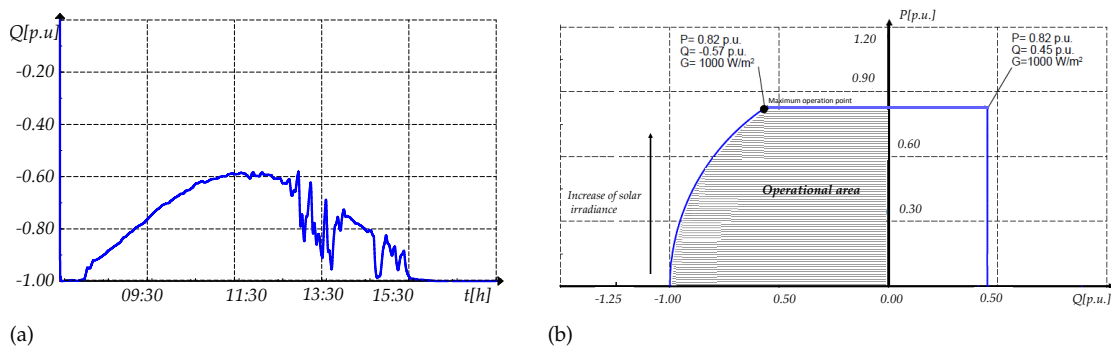 Q[p.u]
-0.20
-0.40
-0.60
-0.80
-1.00
09:30
11:30
13:30
15:30
t[h]
(a)
P[p.u.]
P= 0.82 p.u.
Q= -0.57 p.u.
G= 1000 W/m²
1.20
P= 0.82 p.u.
Q= 0.45 p.u.
G=1000 W/m²
0.90
Maximum operation point
0.60
Increase of solar
irradiance
Operational area
0.30
-1.25
-1.00
0.50
0.00
0.50
Q[p.u.]
(b)